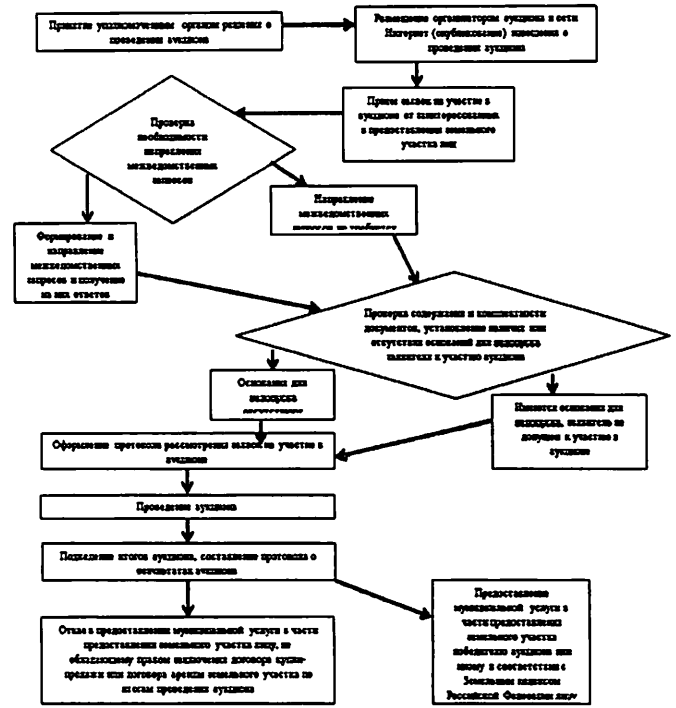 Принятие уполномоченным органом решения о
проведении аукциона
Размещение организатором аукциона в сети
Интернет (опубликование) извещения о
проведении аукциона
Прием заявок на участие в
аукционе от заинтересованных
в предоставлении земельного
участка лиц
Проверка
необходимости
направления
межведомственных
запросов
Направление
межведомственных
запросов не требуется
Формирование и
направление
межведомственных
запросов и получение
на них ответов
Проверка содержания и комплектности
документов, установление наличия или
отсутствия оснований для недопуска
заявителя к участию аукциона
Основания для
недопуска
отсутствуют
Имеются основания для
недопуска, заявитель не
допущен к участию в
аукционе
Оформление протокола рассмотрения заявок на участие в
аукционе
Проведение аукциона
Подведение итогов аукциона, составление протокола о
результатах аукциона
Отказ в предоставлении муниципальной услуги в части
предоставления земельного участка лицу, не
обладающему правом заключения договора купли-
продажи или договора аренды земельного участка по
итогам проведения аукциона
Предоставление
муниципальной услуги в
части предоставления
земельного участка
победителю аукциона или
иному в соответствии с
Земельным кодексом
Российской Федерации лицу